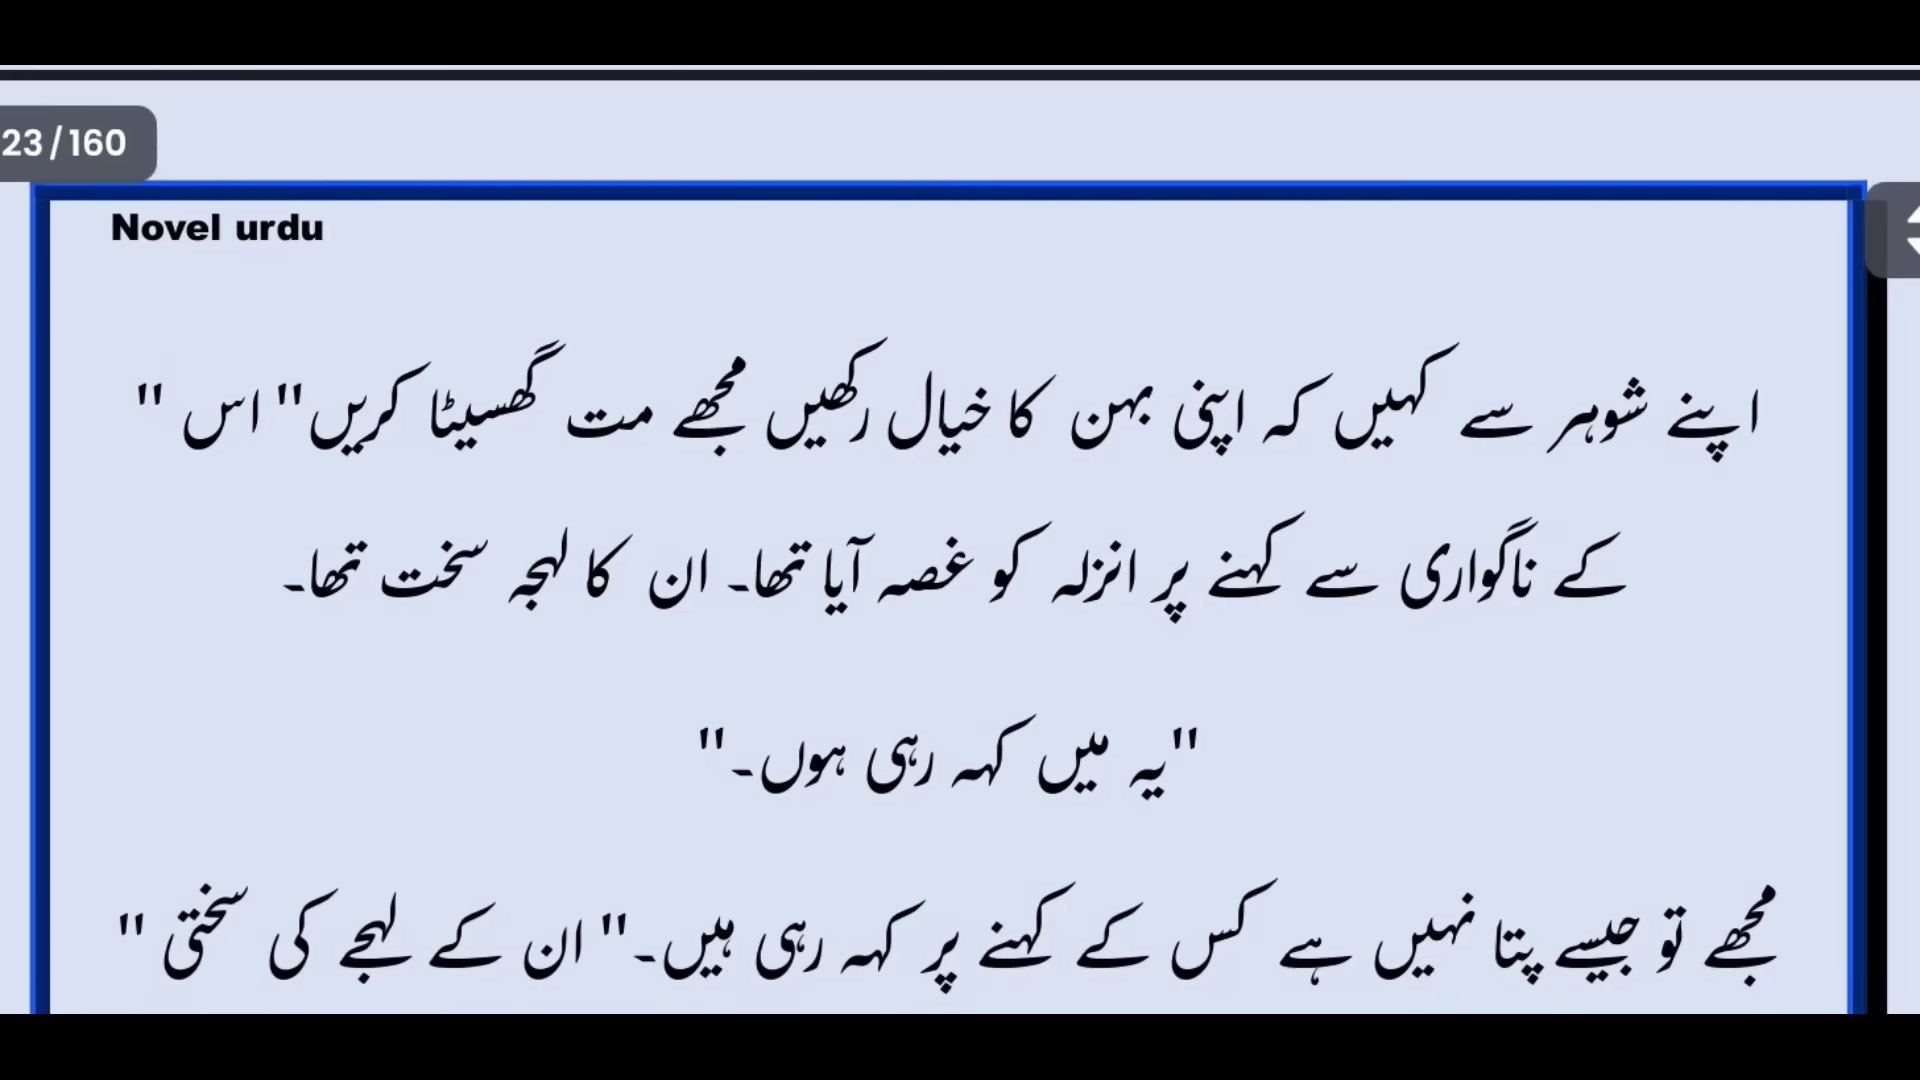 23/160
Novel urdu
اپنے شوہر سے کہیں کہ اپنی بہن کا خیال رکھیں مجھے مت گھسیٹا کریں" اس "
کے ناگواری سے کہنے پر انزلہ کو غصہ آیا تھا۔ ان کا لہجہ سخت تھا۔
"یہ میں کہہ رہی ہوں۔"
مجھے تو جیسے پتا نہیں ہے کس کے کہنے پر کہہ رہی ہیں۔" ان کے لہجے کی سختی "